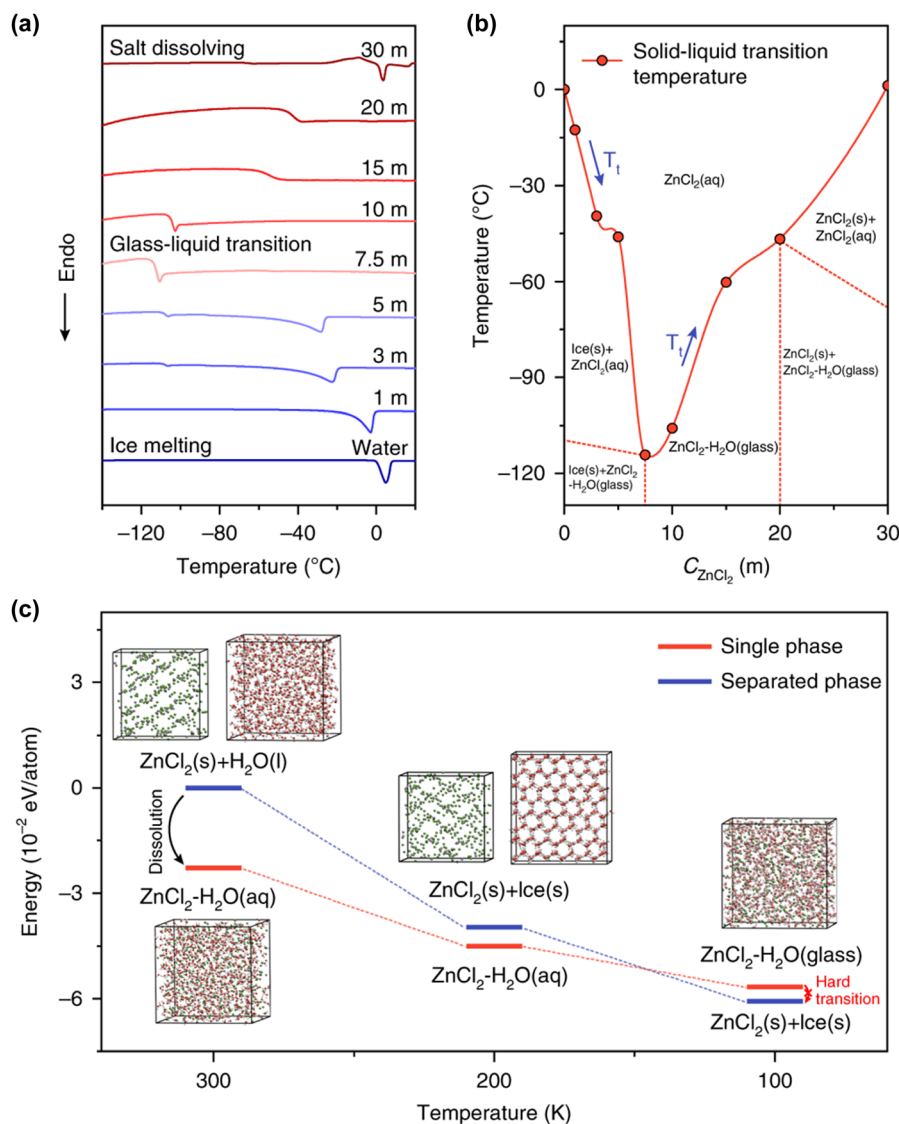 (a)
Salt dissolving
30 m
20 m
15 m
10 m
Glass-liquid transition
7.5 m
5 m
3 m
1 m
Ice melting
Water
Endo
−120
−80
−40
0
Temperature (°C)
(b)
Solid-liquid transition
temperature
0
−30
−60
−90
−120
Temperature (°C)
Tt
ZnCl2(aq)
ZnCl2(s)+
ZnCl2(aq)
Ice(s)+
ZnCl2(aq)
Tt
ZnCl2(s)+
ZnCl2-H2O(glass)
ZnCl2-H2O(glass)
Ice(s)+ZnCl2
-H2O(glass)
0
10
20
30
CZnCl2 (m)
(c)
Single phase
Separated phase
3
0
−3
−6
Energy (10−2 eV/atom)
ZnCl2(s)+H2O(l)
Dissolution
ZnCl2-H2O(aq)
ZnCl2(s)+Ice(s)
ZnCl2-H2O(aq)
ZnCl2-H2O(glass)
Hard
transition
ZnCl2(s)+Ice(s)
300
200
100
Temperature (K)